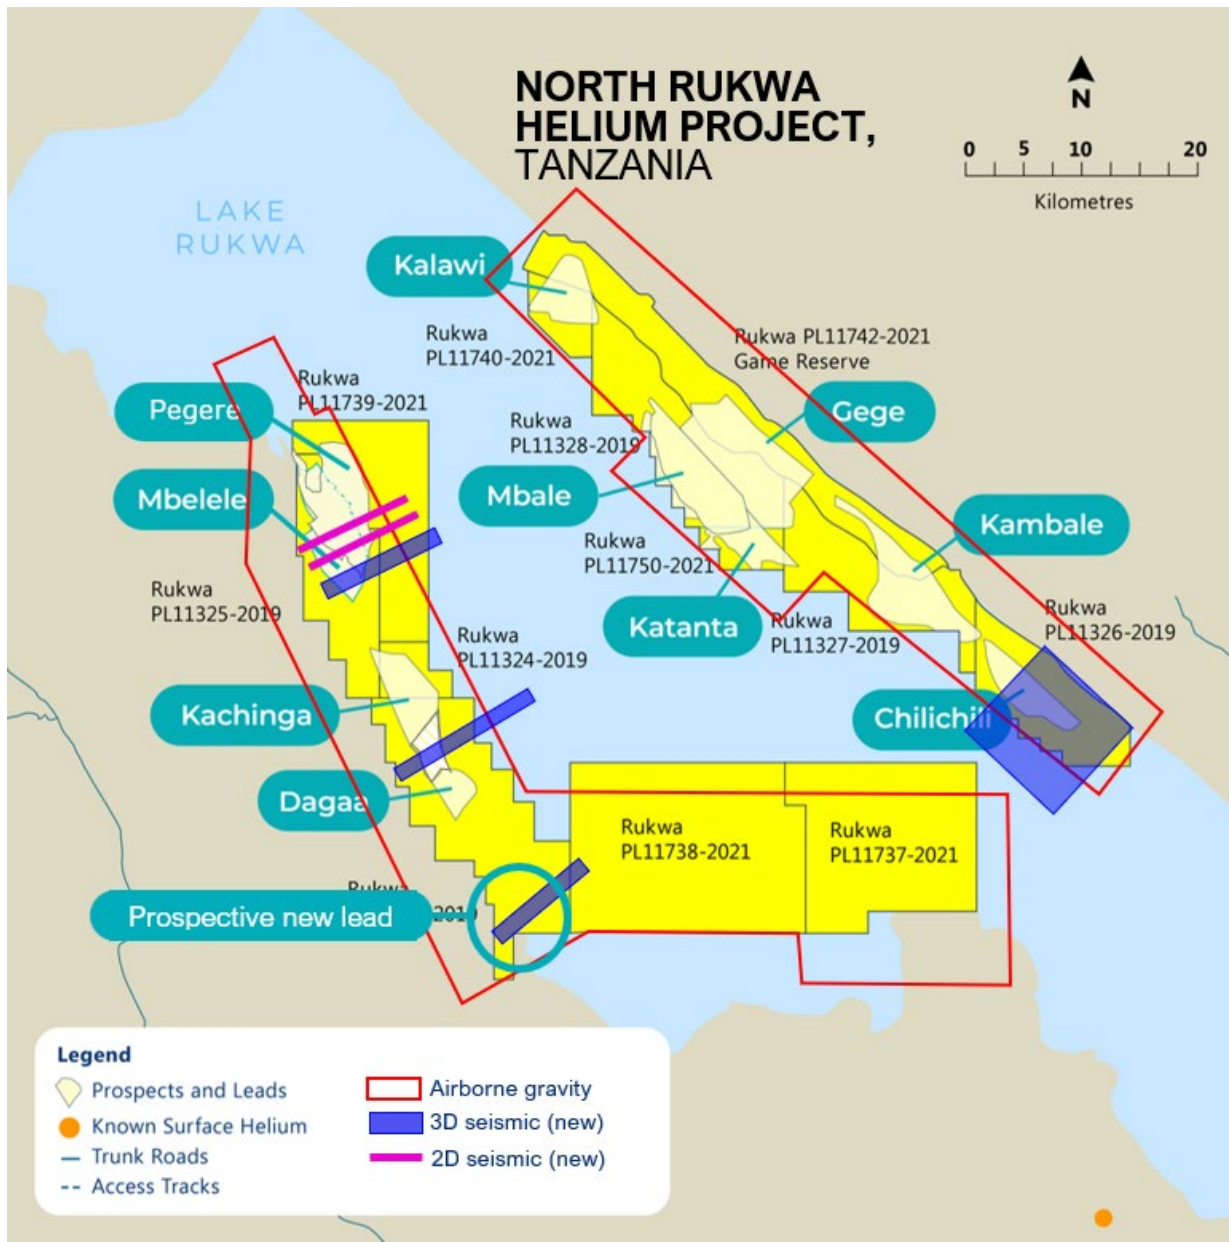 NORTH RUKWA
HELIUM PROJECT,
TANZANIA
N
0 5 10 20
Kilometres
LAKE
RUKWA
Kalawi
Rukwa
PL11740-2021
Rukwa PL11742-2021
Game Reserve
Rukwa
PL11739-2021
Pegere
Gege
Rukwa
PL11328-2019
Mbelele
Mbale
Kambale
Rukwa
PL11750-2021
Rukwa
PL11325-2019
Katanta
Rukwa
PL11327-2019
Rukwa
PL11326-2019
Rukwa
PL11324-2019
Kachinga
Chilichili
Dagaa
Rukwa
PL11738-2021
Rukwa
PL11737-2021
Rukwa
2019
Prospective new lead
Legend
Prospects and Leads
Known Surface Helium
Trunk Roads
Access Tracks
Airborne gravity
3D seismic (new)
2D seismic (new)